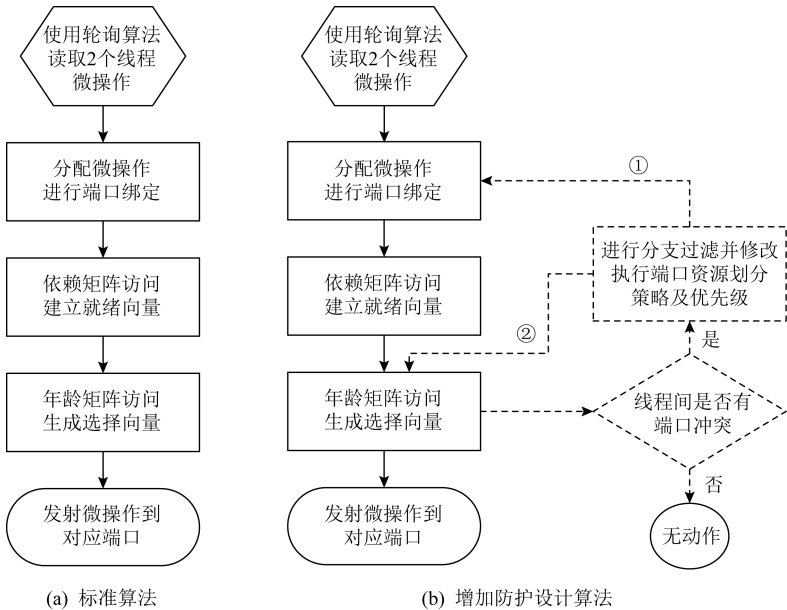 使用轮询算法
读取2个线程
微操作
分配微操作
进行端口绑定
依赖矩阵访问
建立就绪向量
年龄矩阵访问
生成选择向量
发射微操作到
对应端口
(a) 标准算法
使用轮询算法
读取2个线程
微操作
分配微操作
进行端口绑定
依赖矩阵访问
建立就绪向量
年龄矩阵访问
生成选择向量
发射微操作到
对应端口
①
②
进行分支过滤并修改
执行端口资源划分
策略及优先级
是
线程间是否有
端口冲突
否
无动作
(b) 增加防护设计算法